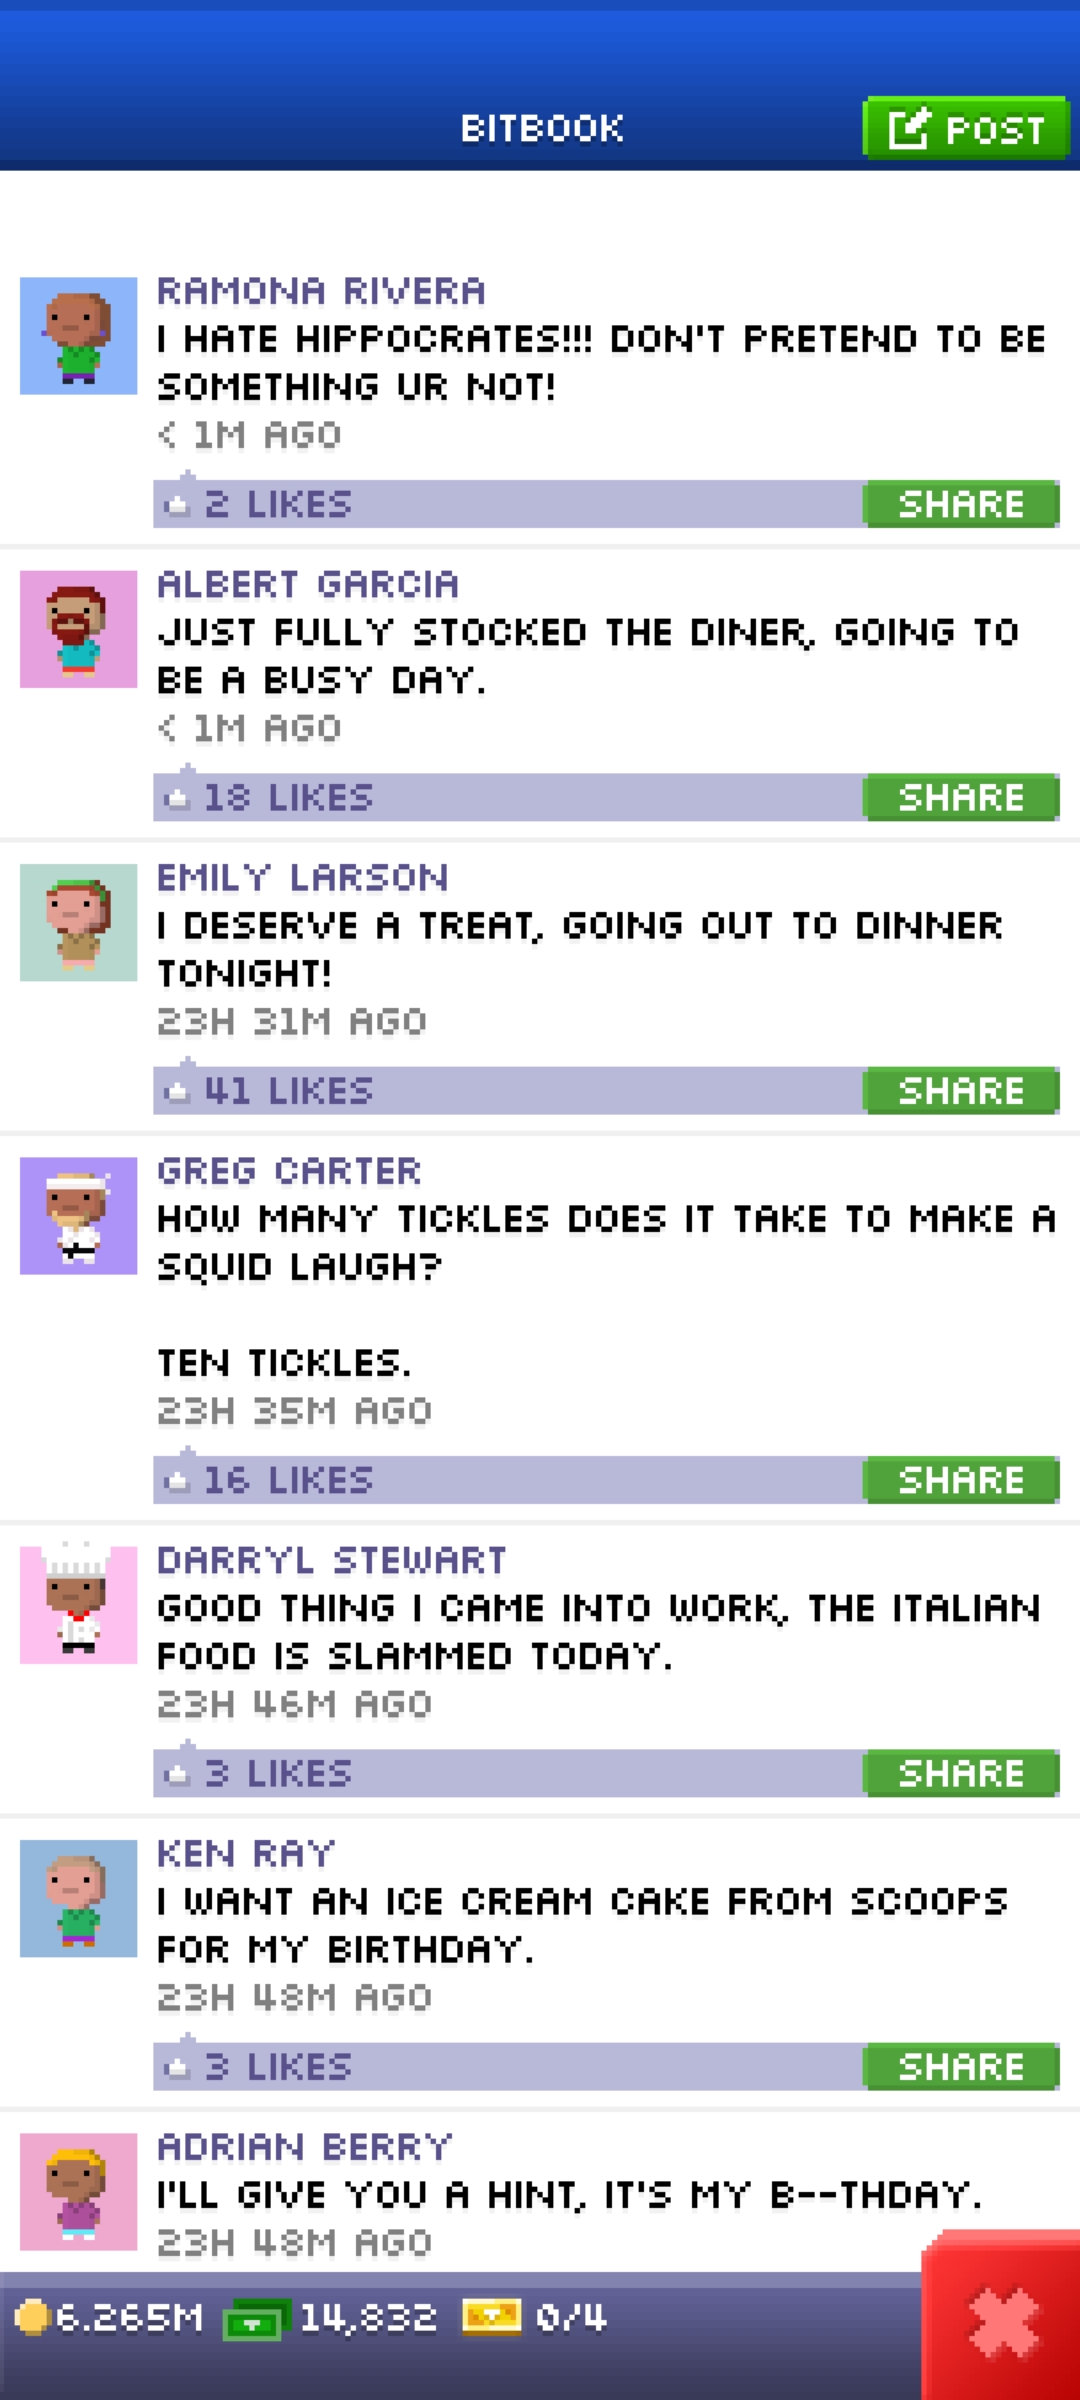 BITBOOK
POST
RAMONA RIVERA
I HATE HIPPOCRATES!!! DON'T PRETEND TO BE
SOMETHING UR NOT!
< 1M AGO
2 LIKES
SHARE
ALBERT GARCIA
JUST FULLY STOCKED THE DINER, GOING TO
BE A BUSY DAY.
< 1M AGO
18 LIKES
SHARE
EMILY LARSON
I DESERVE A TREAT, GOING OUT TO DINNER
TONIGHT!
23H 31M AGO
41 LIKES
SHARE
GREG CARTER
HOW MANY TICKLES DOES IT TAKE TO MAKE A
SQUID LAUGH?
TEN TICKLES.
23H 35M AGO
16 LIKES
SHARE
DARRYL STEWART
GOOD THING I CAME INTO WORK, THE ITALIAN
FOOD IS SLAMMED TODAY.
23H 46M AGO
3 LIKES
SHARE
KEN RAY
I WANT AN ICE CREAM CAKE FROM SCOOPS
FOR MY BIRTHDAY.
23H 48M AGO
3 LIKES
SHARE
ADRIAN BERRY
I'LL GIVE YOU A HINT, IT'S MY B--THDAY.
23H 48M AGO
6.265M 14,832 0/4